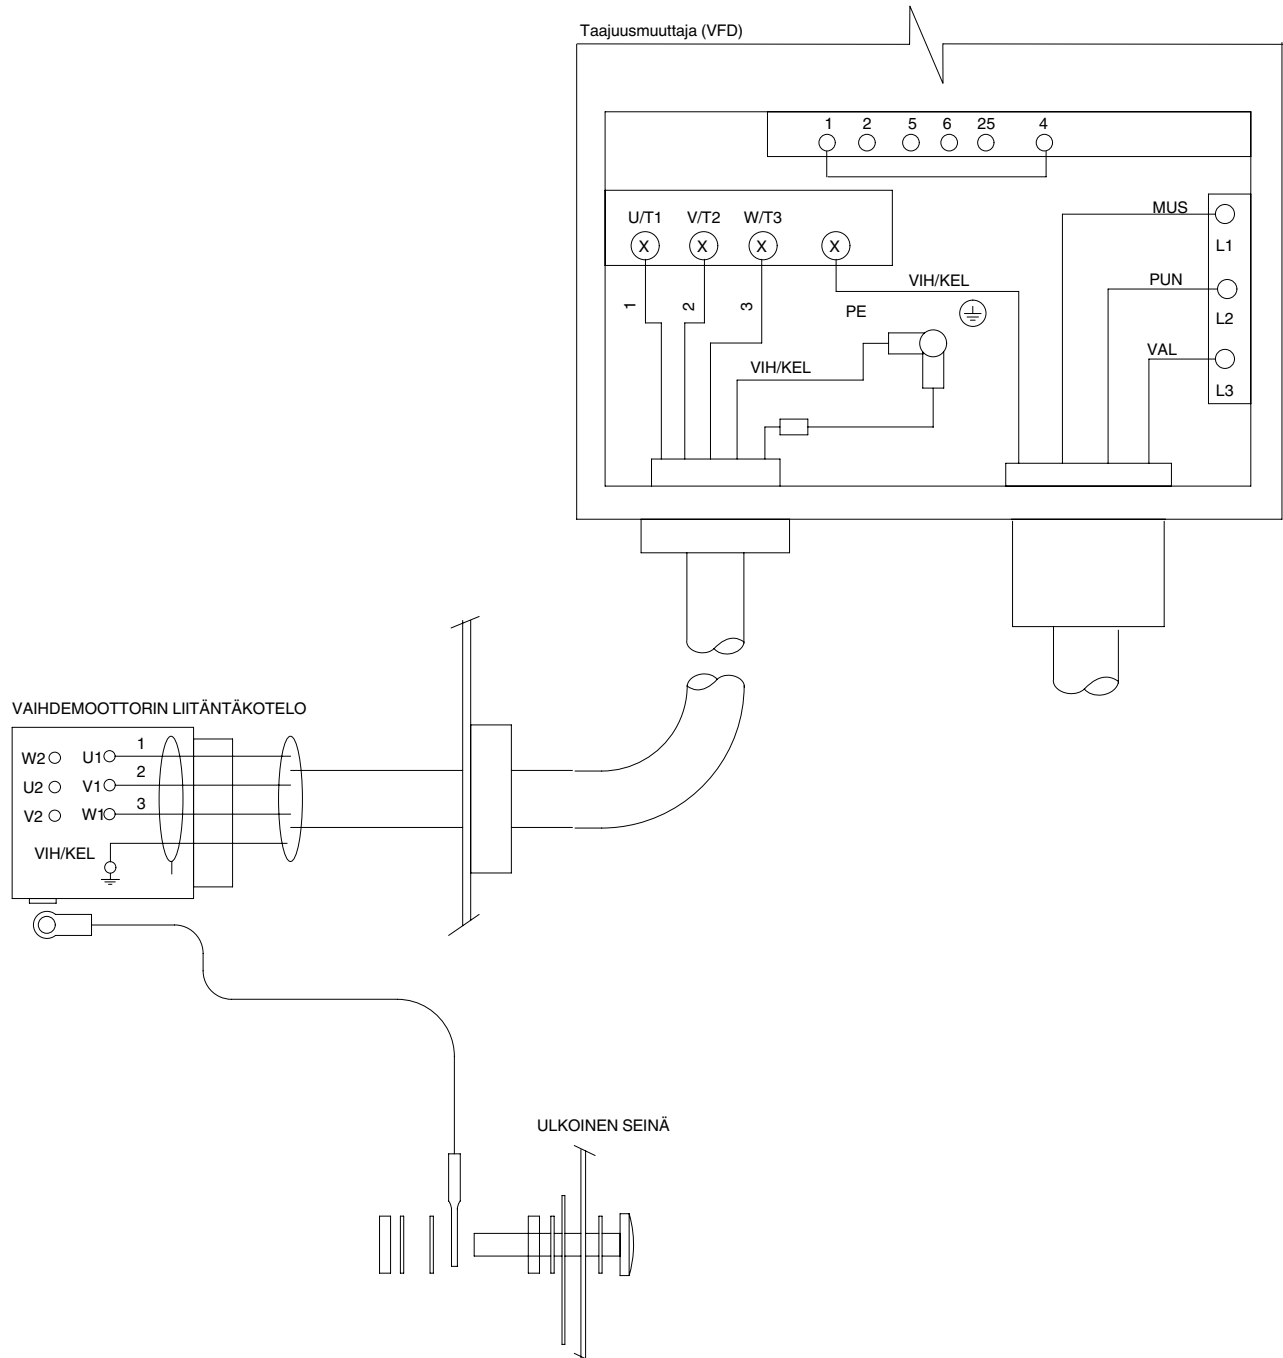 Taajuusmuuttaja (VFD)
1 2 5 6 25 4
U/T1 V/T2 W/T3
X X X X
MUS
L1
VIH/KEL
PUN
1 2 3
PE
L2
VAL
VIH/KEL
L3
VAIHDEMOOTTORIN LIITÄNTÄKOTELO
W2 U1 1
U2 V1 2
V2 W1 3
VIH/KEL
ULKOINEN SEINÄ